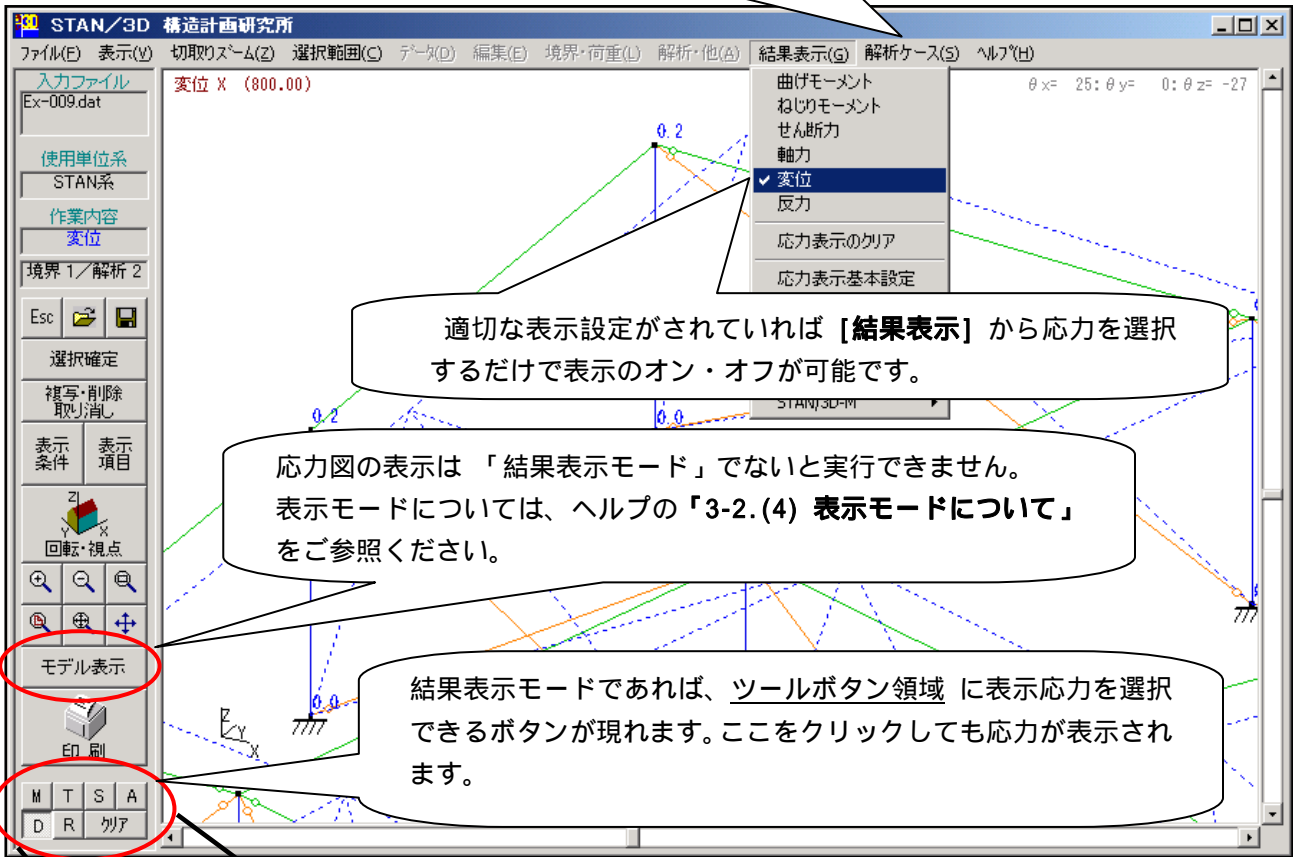 STAN/3D 構造計画研究所
ファイル(F) 表示(V) 切取りズーム(Z) 選択範囲(C) データ(D) 編集(E) 境界・荷重(L) 解析・他(A) 結果表示(G) 解析ケース(S) ヘルプ(H)
入力ファイル
Ex-009.dat
使用単位系
STAN系
作業内容
変位
境界 1/解析 2
Esc
選択確定
複写・削除
取り消し
表示
条件
表示
項目
Z
Y
X
回転・視点
モデル表示
印 刷
M T S A
D R クリア
変位 X (800.00)
θx= 25:θy= 0:θz= -27
曲げモーメント
ねじりモーメント
せん断力
軸力
変位
反力
応力表示のクリア
応力表示基本設定
STAN/3D-M
0.2
適切な表示設定がされていれば [結果表示] から応力を選択
するだけで表示のオン・オフが可能です。
0.2
0.0
応力図の表示は 「結果表示モード」でないと実行できません。
表示モードについては、ヘルプの「3-2.(4) 表示モードについて」
をご参照ください。
結果表示モードであれば、ツールボタン領域 に表示応力を選択
できるボタンが現れます。ここをクリックしても応力が表示され
ます。
0.0
Z
Y
X